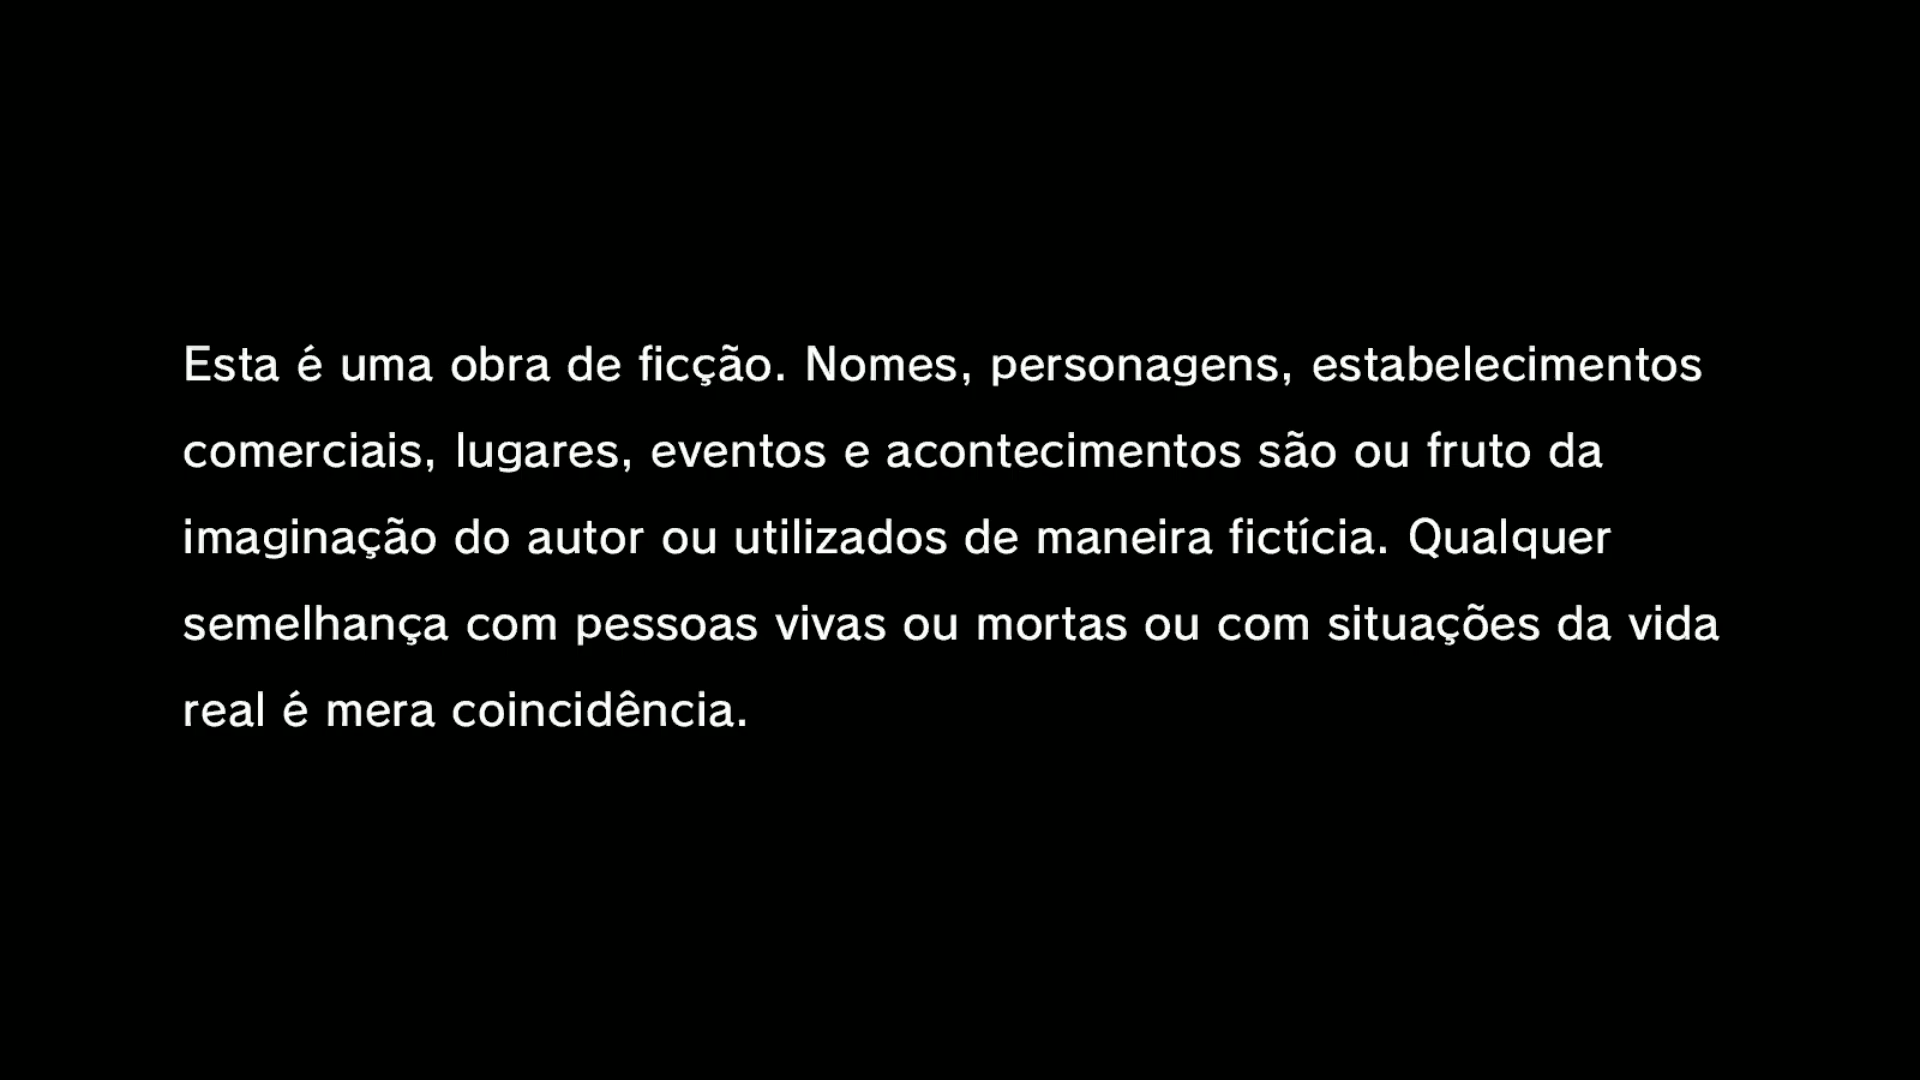 Esta é uma obra de ficção. Nomes, personagens, estabelecimentos
comerciais, lugares, eventos e acontecimentos são ou fruto da
imaginação do autor ou utilizados de maneira fictícia. Qualquer
semelhança com pessoas vivas ou mortas ou com situações da vida
real é mera coincidência.